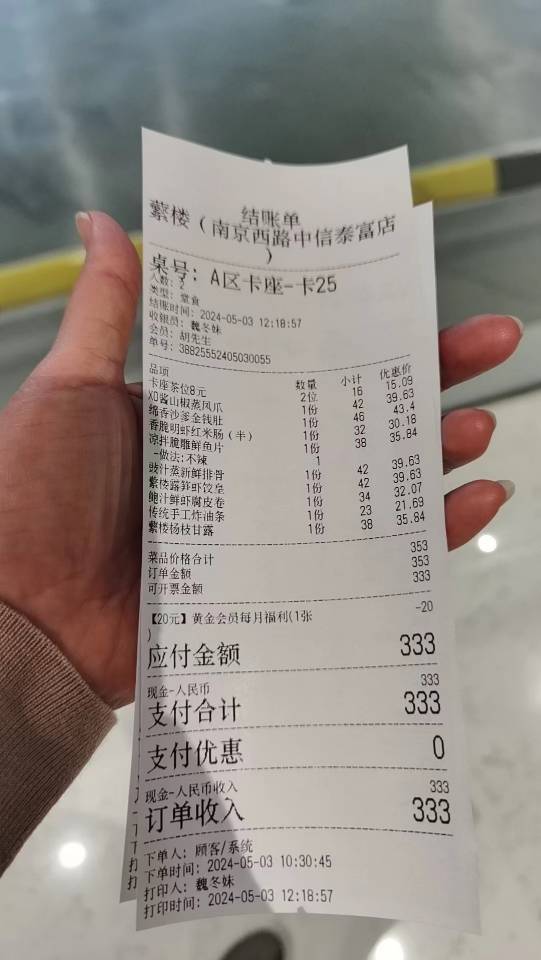 结账单
蘩楼（南京西路中信泰富店
）
桌号: A区卡座-卡25
人数: 2
类型: 堂食
结账时间: 2024-05-03 12:18:57
收银员: 魏冬妹
会员: 胡先生
单号: 38825552405030055
品项 数量 小计 优惠价
卡座茶位8元 2位 16 15.09
XO酱山椒蒸凤爪 1份 42 39.63
绵香沙爹金钱肚 1份 46 43.4
香脆明虾红米肠（半） 1份 32 30.18
凉拌脆雕鲜鱼片 1份 38 35.84
-做法:不辣 1
豉汁蒸新鲜排骨 1份 42 39.63
蘩楼露笋虾饺皇 1份 42 39.63
鲍汁鲜虾腐皮卷 1份 34 32.07
传统手工炸油条 1份 23 21.69
蘩楼杨枝甘露 1份 38 35.84
菜品价格合计 353
订单金额 353
可开票金额 333
【20元】黄金会员每月福利(1张 -20
)
应付金额 333
现金-人民币 333
支付合计 333
支付优惠 0
现金-人民币收入 333
订单收入 333
下单人: 顾客/系统
下单时间: 2024-05-03 10:30:45
打印人: 魏冬妹
打印时间: 2024-05-03 12:18:57